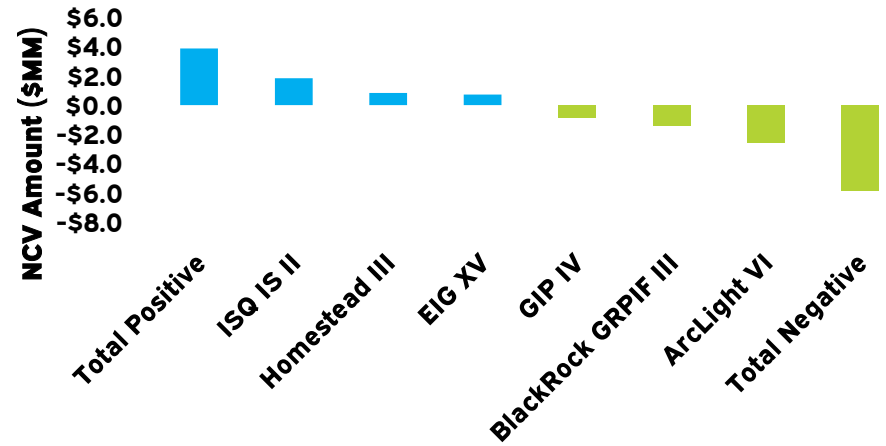 NCV Amount ($MM)
$6.0
$4.0
$2.0
$0.0
-$2.0
-$4.0
-$6.0
-$8.0
Total Positive
ISQ IS II
Homestead III
EIG XV
GIP IV
BlackRock GRPIF III
ArcLight VI
Total Negative